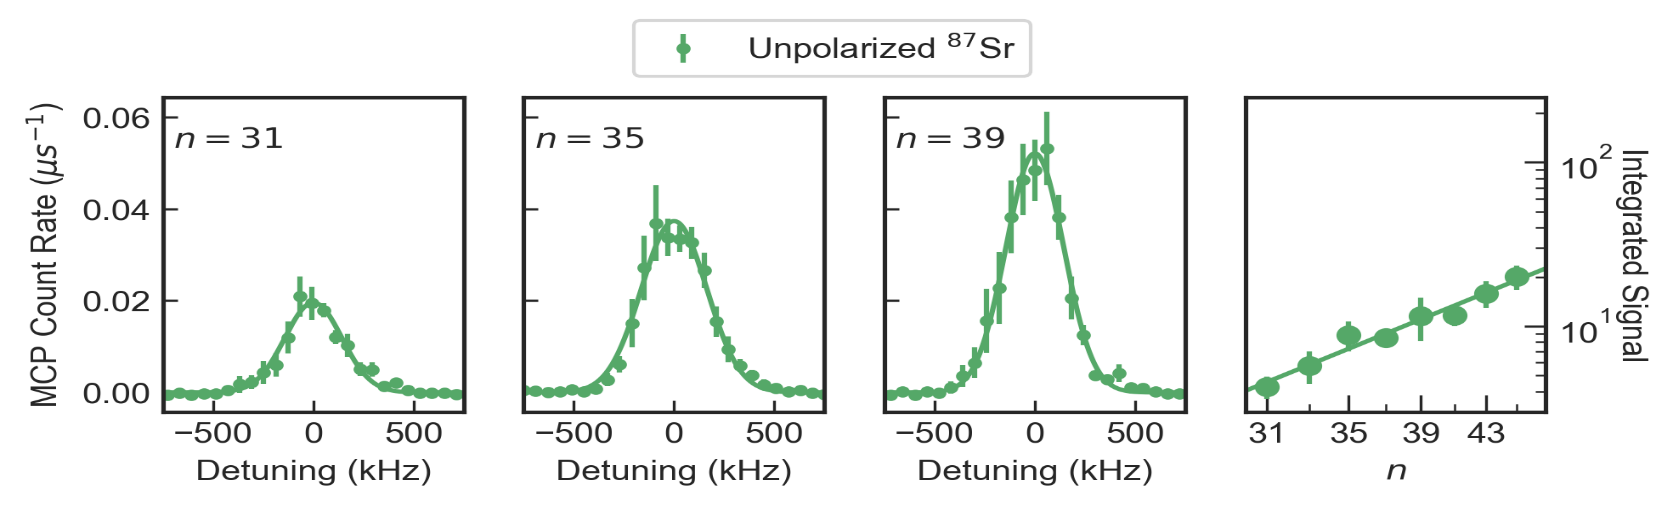 Unpolarized ⁸⁷Sr
MCP Count Rate (μs⁻¹)
0.06
0.04
0.02
0.00
n = 31
−500 0 500
Detuning (kHz)
n = 35
−500 0 500
Detuning (kHz)
n = 39
−500 0 500
Detuning (kHz)
10²
10¹
Integrated Signal
31 35 39 43
n